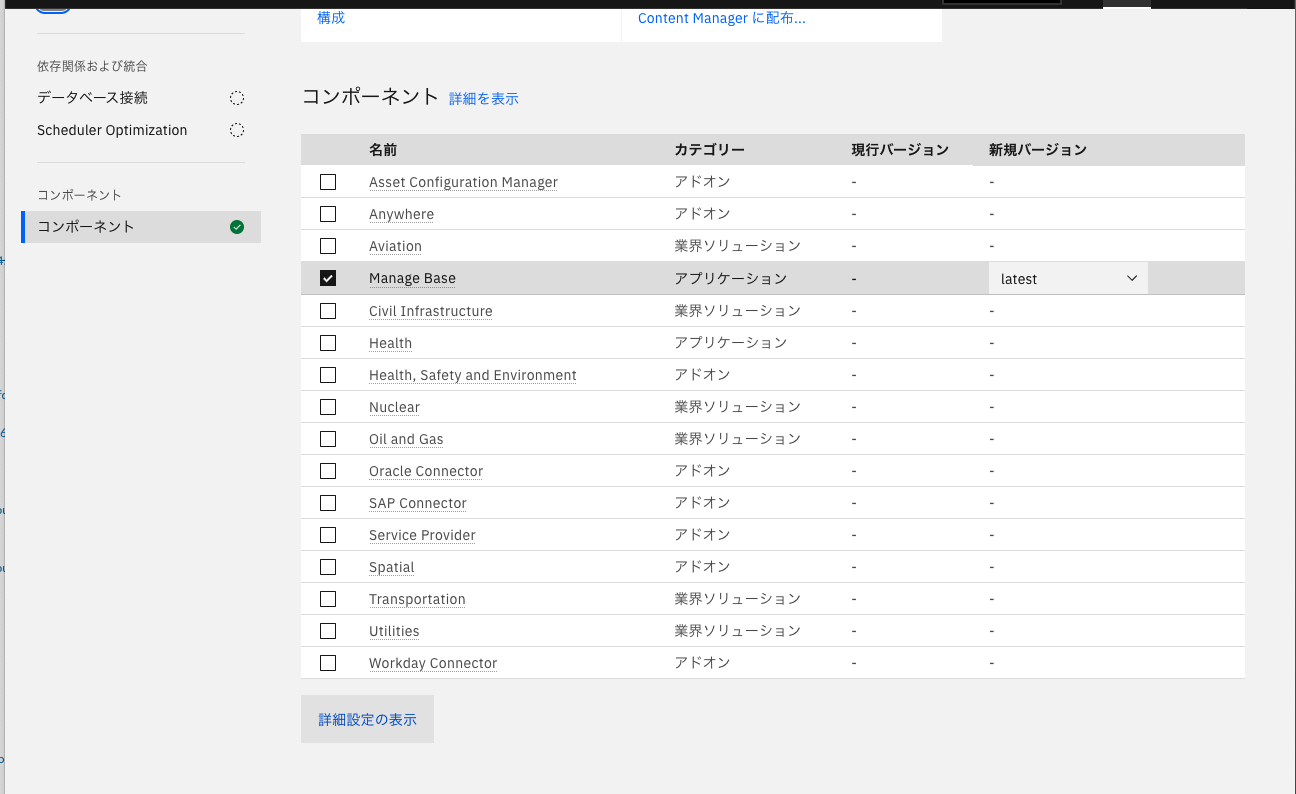 構成
Content Manager に配布...
依存関係および統合
データベース接続
Scheduler Optimization
コンポーネント
コンポーネント
コンポーネント 詳細を表示
名前 カテゴリー 現行バージョン 新規バージョン
Asset Configuration Manager アドオン - -
Anywhere アドオン - -
Aviation 業界ソリューション - -
Manage Base アプリケーション - latest
Civil Infrastructure 業界ソリューション - -
Health アプリケーション - -
Health, Safety and Environment アドオン - -
Nuclear 業界ソリューション - -
Oil and Gas 業界ソリューション - -
Oracle Connector アドオン - -
SAP Connector アドオン - -
Service Provider アドオン - -
Spatial アドオン - -
Transportation 業界ソリューション - -
Utilities 業界ソリューション - -
Workday Connector アドオン - -
詳細設定の表示